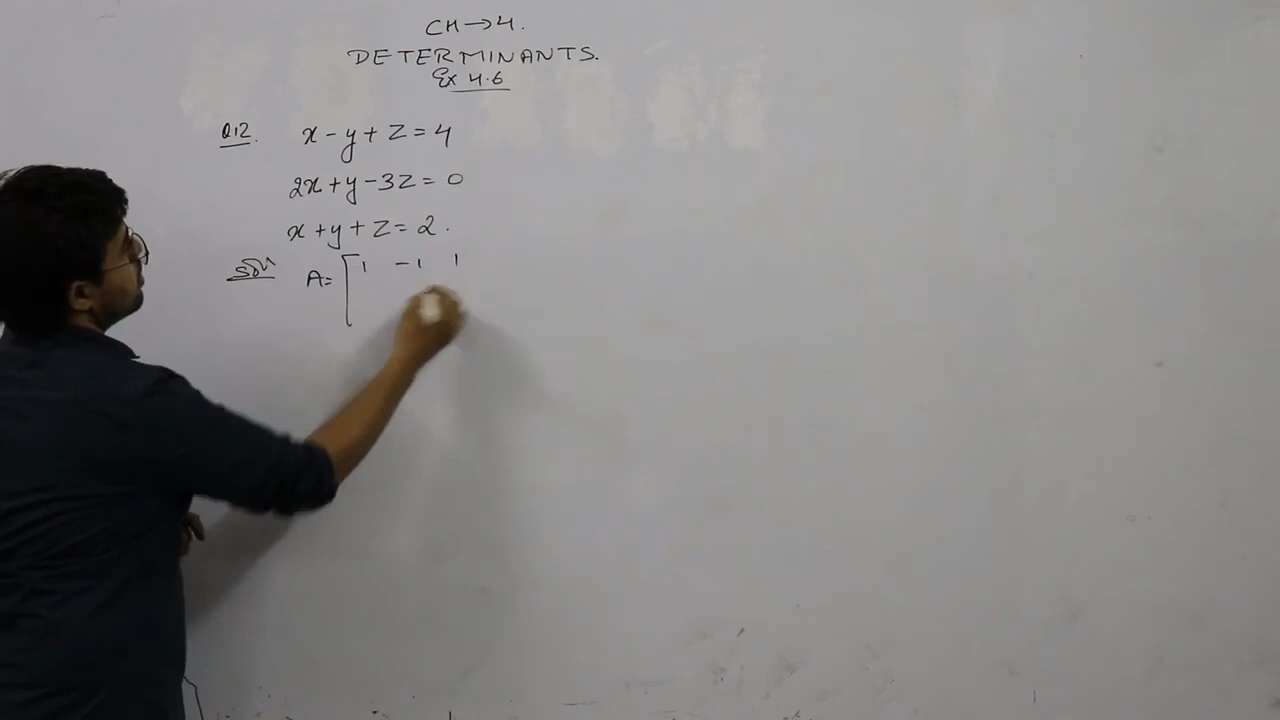 CH→4.
DETERMINANTS.
Ex 4.6
Q12. x - y + z = 4
2x + y - 3z = 0
x + y + z = 2.
Soln A = [ 1 -1 1